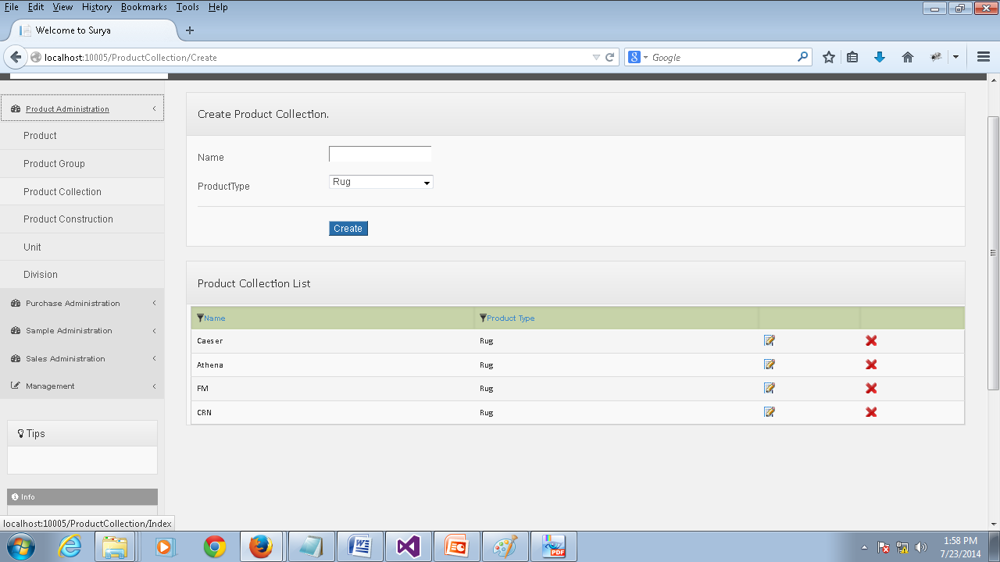 File Edit View History Bookmarks Tools Help
Welcome to Surya
localhost:10005/ProductCollection/Create
8 Google
Product Administration
Product
Product Group
Product Collection
Product Construction
Unit
Division
Purchase Administration
Sample Administration
Sales Administration
Management
Tips
Info
Create Product Collection.
Name
ProductType Rug
Create
Product Collection List
Name Product Type
Caeser Rug
Athena Rug
FM Rug
CRN Rug
localhost:10005/ProductCollection/Index
PDF
1:58 PM
7/23/2014